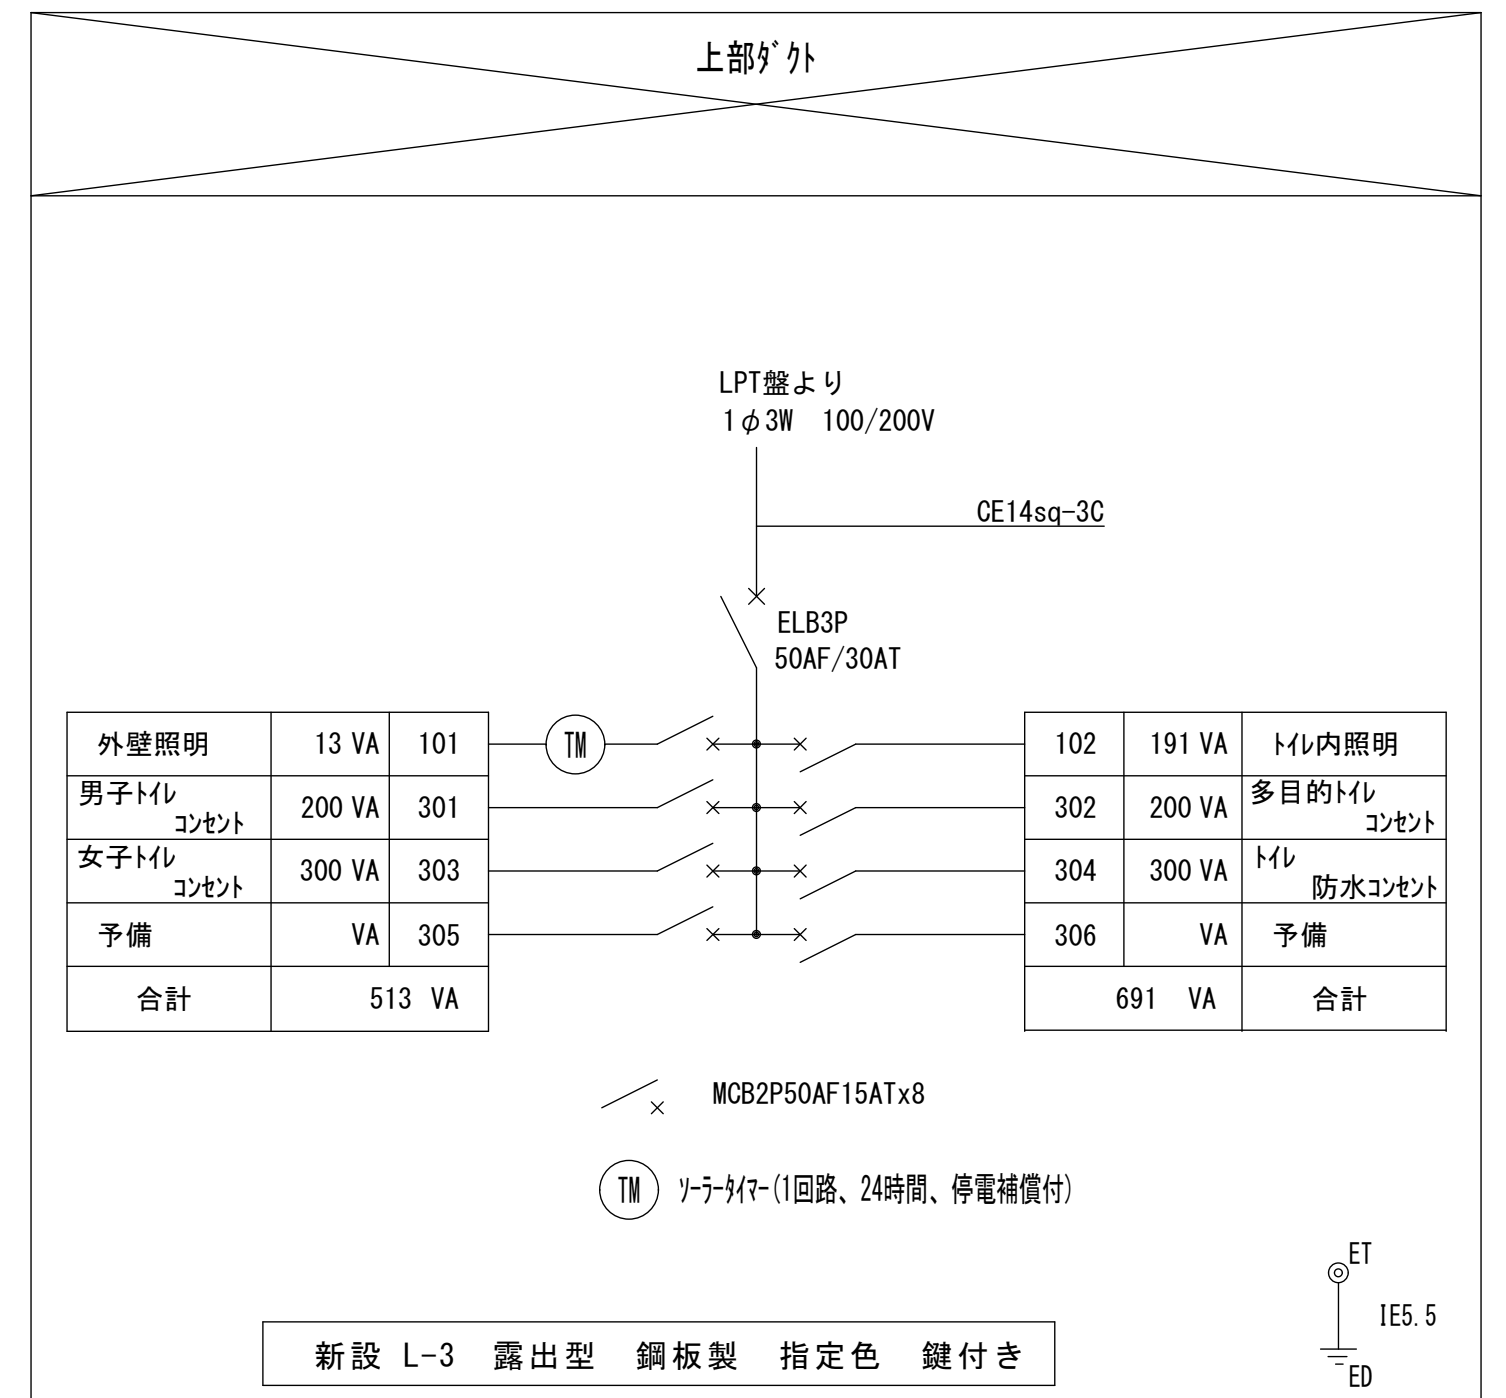 上部ﾀﾞｸﾄ
LPT盤より
1φ3W 100/200V
CE14sq-3C
ELB3P
50AF/30AT
外壁照明 13 VA 101 TM 102 191 VA ﾄｲﾚ内照明
男子ﾄｲﾚ
ｺﾝｾﾝﾄ 200 VA 301 302 200 VA 多目的ﾄｲﾚ
ｺﾝｾﾝﾄ
女子ﾄｲﾚ
ｺﾝｾﾝﾄ 300 VA 303 304 300 VA ﾄｲﾚ
防水ｺﾝｾﾝﾄ
予備 VA 305 306 VA 予備
合計 513 VA 691 VA 合計
MCB2P50AF15ATx8
TM ｿｰﾗｰﾀｲﾏｰ(1回路、24時間、停電補償付)
ET
IE5.5
ED
新設 L-3 露出型 鋼板製 指定色 鍵付き